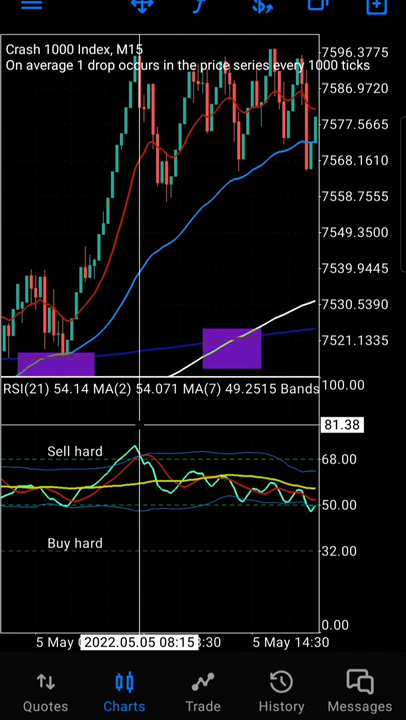 Crash 1000 Index, M15
On average 1 drop occurs in the price series every 1000 ticks
7596.3775
7586.9720
7577.5665
7568.1610
7558.7555
7549.3500
7539.9445
7530.5390
7521.1335
RSI(21) 54.14 MA(2) 54.071 MA(7) 49.2515 Bands
100.00
81.38
Sell hard
68.00
50.00
Buy hard
32.00
0.00
5 May 2022.05.05 08:15 3:30 5 May 14:30
Quotes Charts Trade History Messages